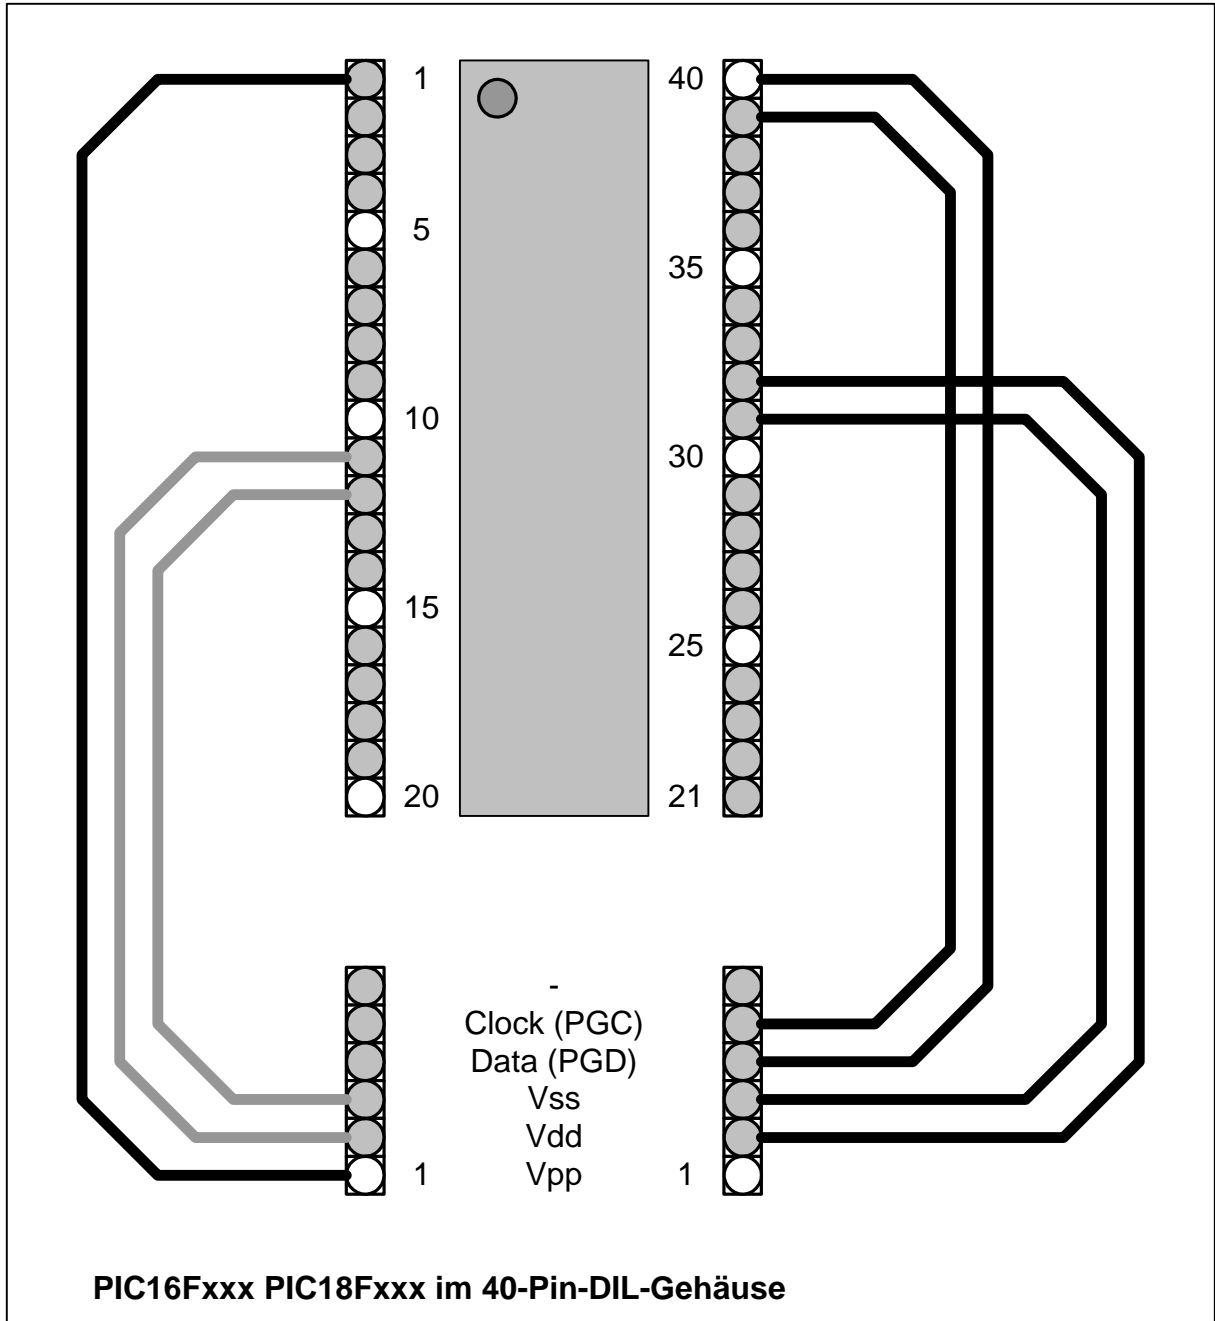 1 40
5
35
10
30
15
25
20 21
-
Clock (PGC)
Data (PGD)
Vss
Vdd
1 Vpp 1
PIC16Fxxx PIC18Fxxx im 40-Pin-DIL-Gehäuse